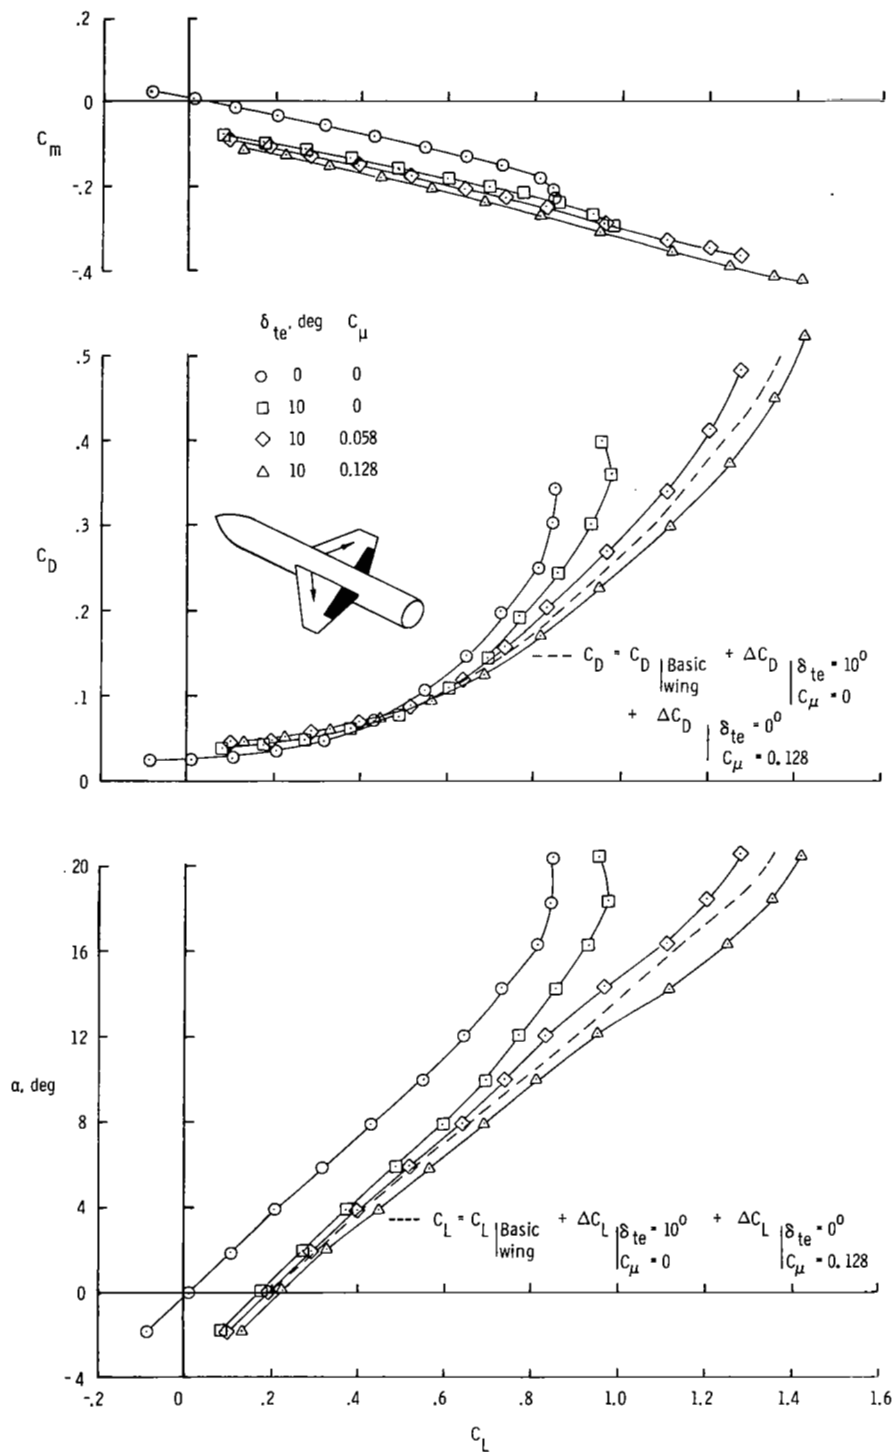 .2
0
C_m
-.2
-.4
δ_te, deg C_μ
0 0
10 0
10 0.058
10 0.128
.5
.4
.3
C_D
.2
.1
0
C_D = C_D |Basic wing + ΔC_D |δ_te = 10° C_μ = 0
+ ΔC_D |δ_te = 0° C_μ = 0.128
20
16
12
α, deg
8
4
0
-4
C_L = C_L |Basic wing + ΔC_L |δ_te = 10° C_μ = 0 + ΔC_L |δ_te = 0° C_μ = 0.128
-.2 0 .2 .4 .6 .8 1.0 1.2 1.4 1.6
C_L